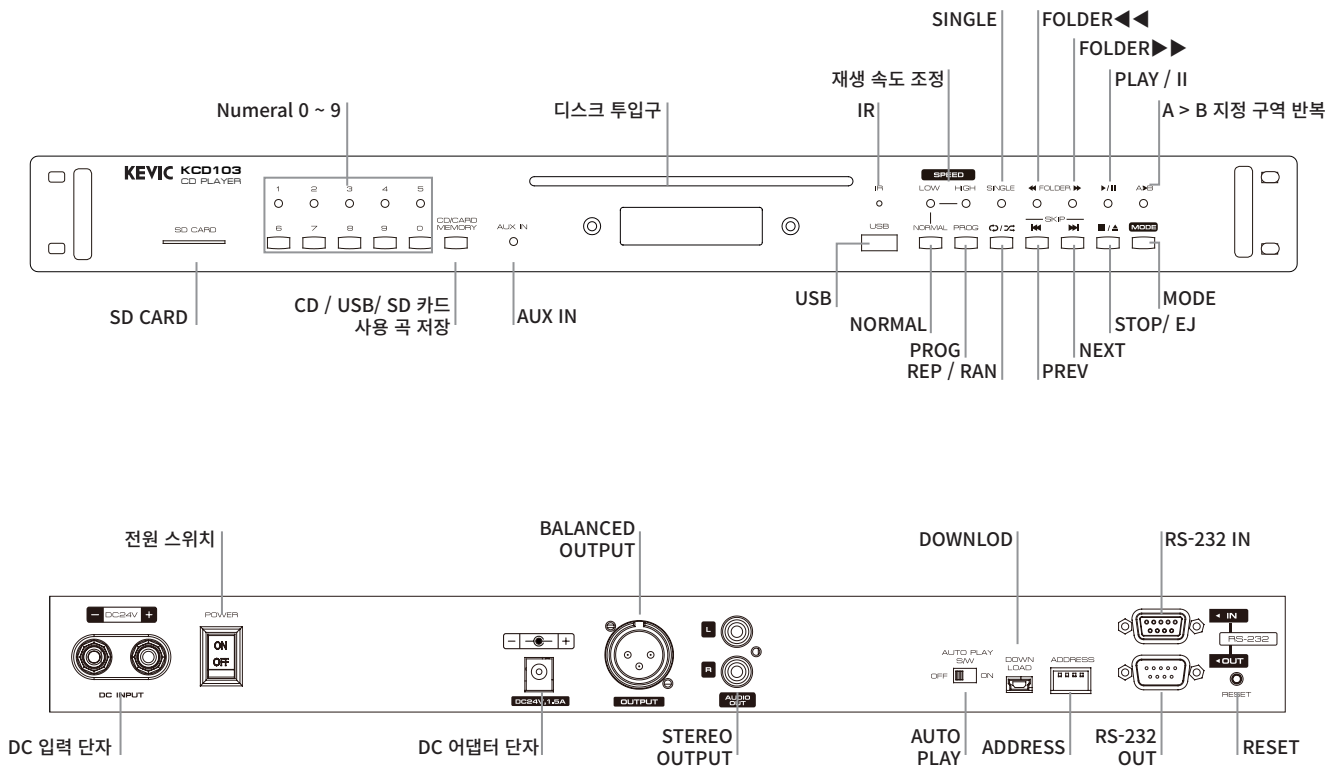 SINGLE
FOLDER◀◀
FOLDER▶▶
재생 속도 조정
PLAY / II
Numeral 0 ~ 9
디스크 투입구
IR
A > B 지정 구역 반복
KEVIC KCD103
CD PLAYER
1 2 3 4 5
6 7 8 9 0
SD CARD
CD/CARD
MEMORY
AUX IN
IR
USB
SPEED
LOW HIGH SINGLE ◀◀ FOLDER ▶▶ ▶/II A▶B
SKIP
NORMAL PROG
MODE
SD CARD
CD / USB/ SD 카드
사용 곡 저장
AUX IN
USB
NORMAL
PROG
REP / RAN
PREV
NEXT
STOP/ EJ
MODE
전원 스위치
BALANCED
OUTPUT
DOWNLOD
RS-232 IN
− DC24V +
POWER
ON
OFF
DC INPUT
− +
DC24V,1.5A
OUTPUT
L
R
AUDIO
OUT
AUTO PLAY
S/W
OFF ON
DOWN
LOAD
ADDRESS
◀ IN
RS-232
◀OUT
RESET
DC 입력 단자
DC 어댑터 단자
STEREO
OUTPUT
AUTO
PLAY
ADDRESS
RS-232
OUT
RESET